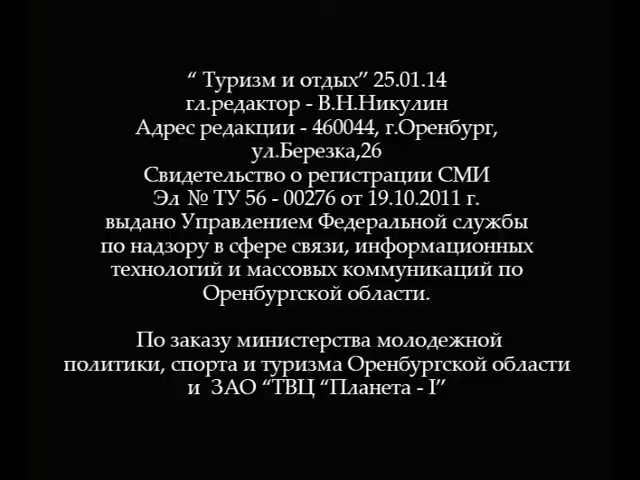 “ Туризм и отдых” 25.01.14
гл.редактор - В.Н.Никулин
Адрес редакции - 460044, г.Оренбург,
ул.Березка,26
Свидетельство о регистрации СМИ
Эл № ТУ 56 - 00276 от 19.10.2011 г.
выдано Управлением Федеральной службы
по надзору в сфере связи, информационных
технологий и массовых коммуникаций по
Оренбургской области.
По заказу министерства молодежной
политики, спорта и туризма Оренбургской области
и ЗАО “ТВЦ “Планета - I”